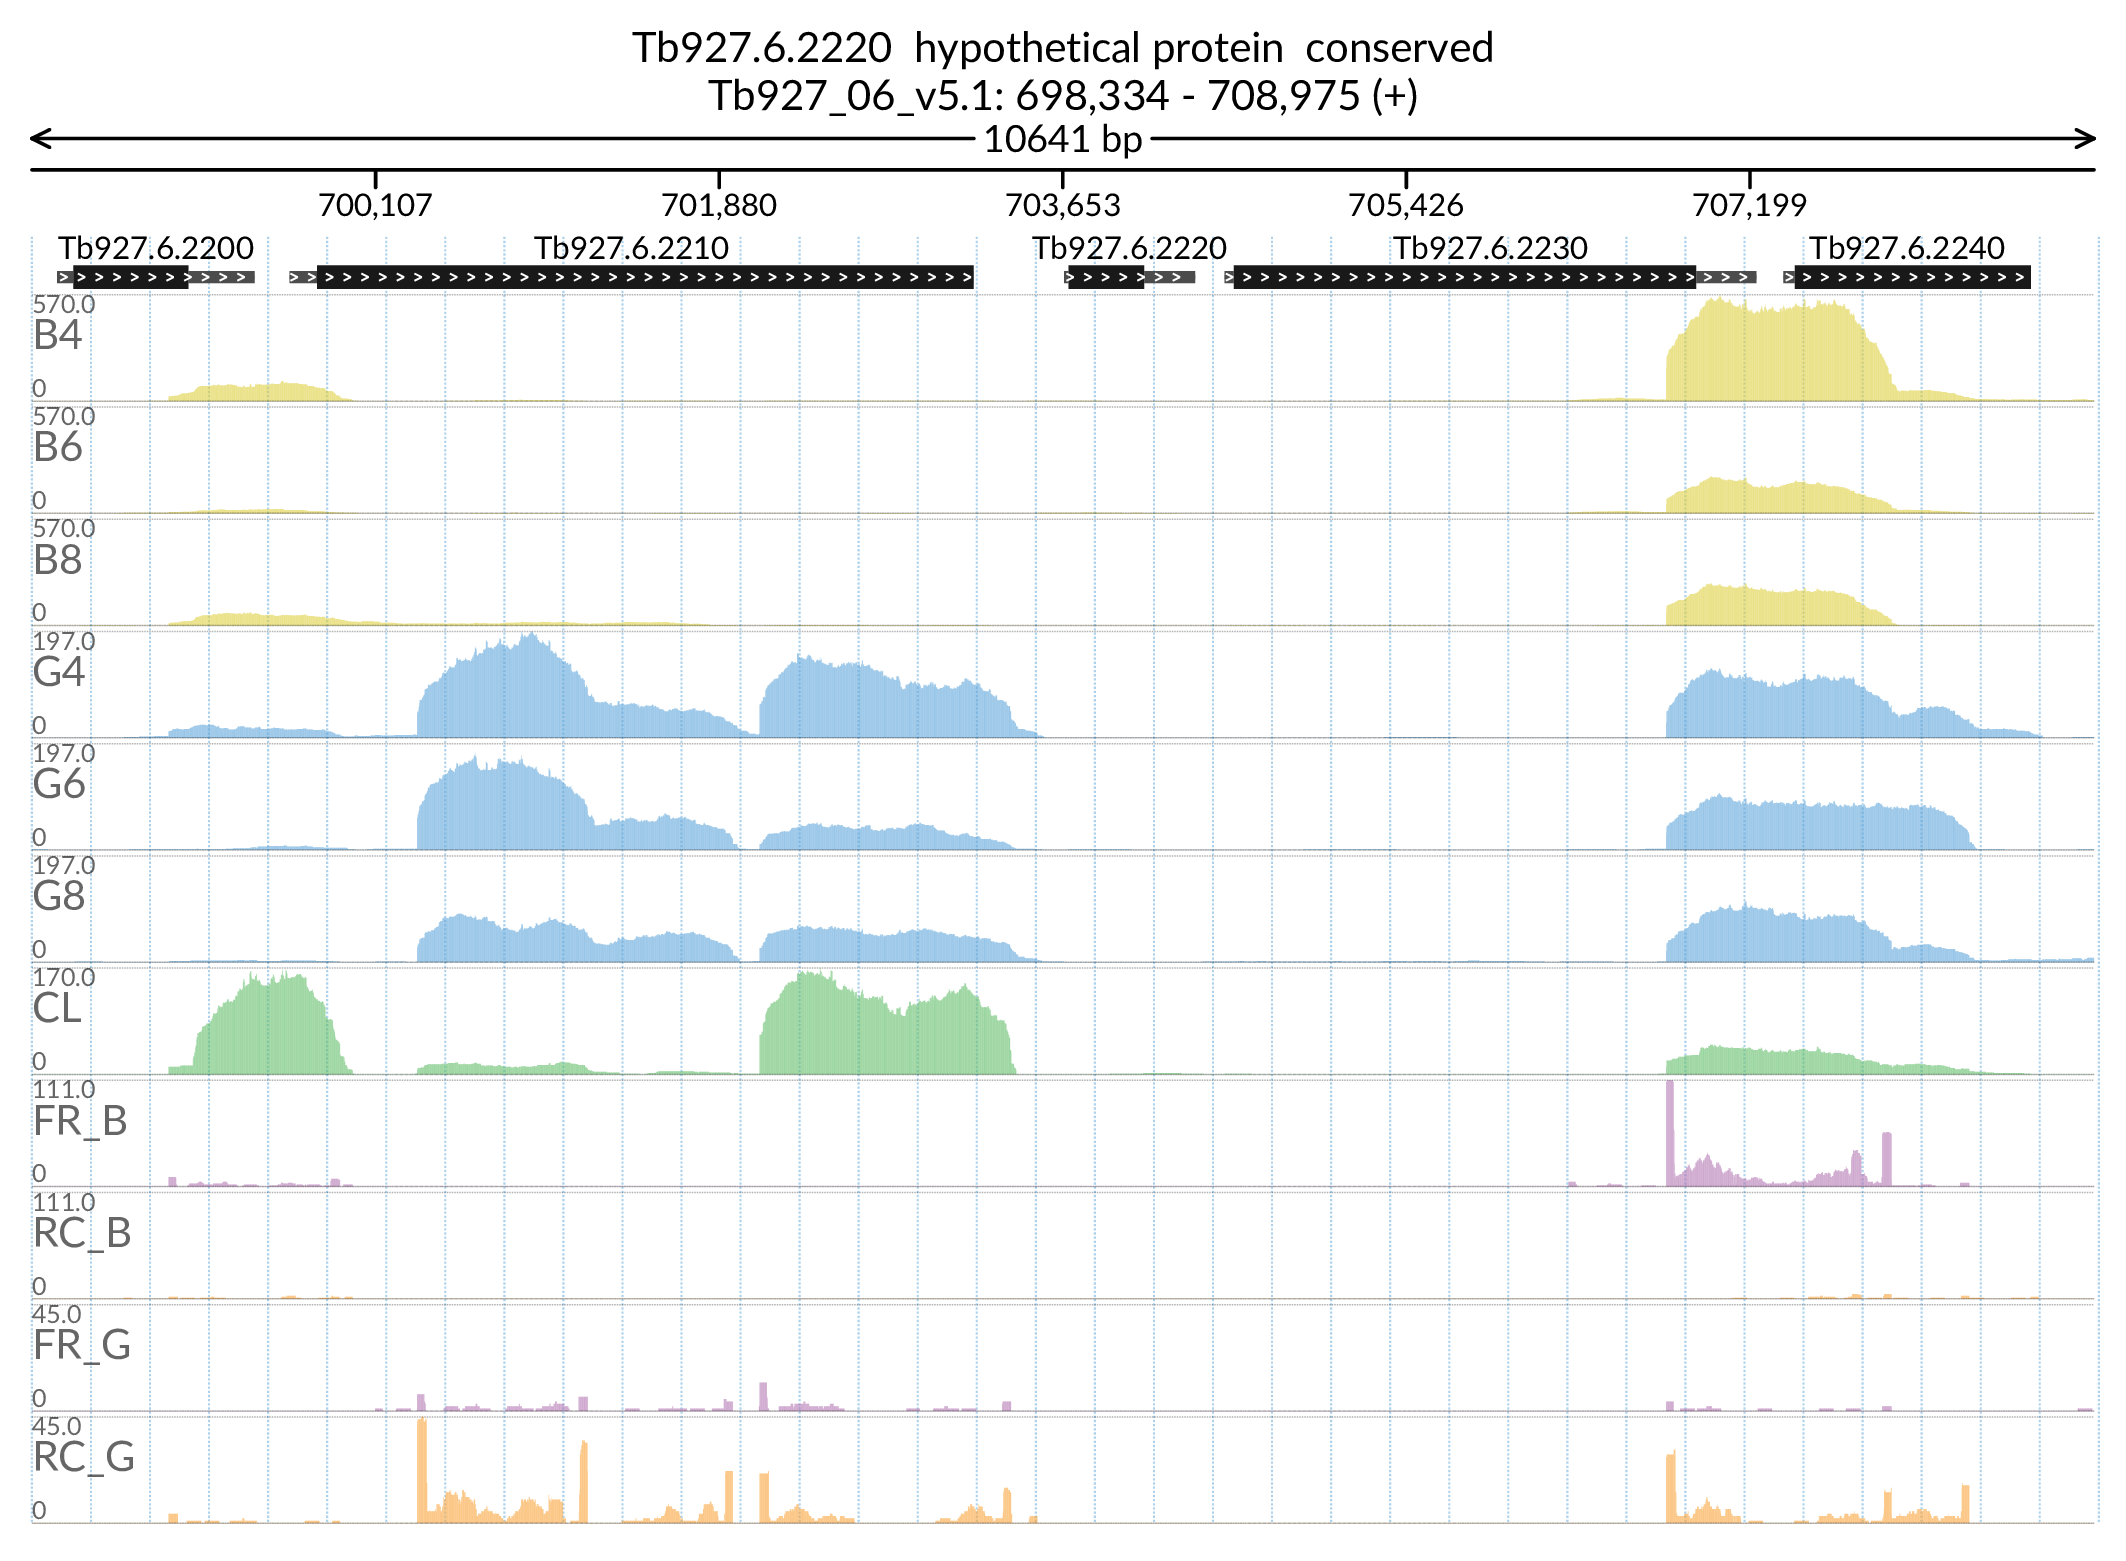 Tb927.6.2220  hypothetical protein  conserved
Tb927_06_v5.1: 698,334 - 708,975 (+)
10641 bp
700,107 701,880 703,653 705,426 707,199
Tb927.6.2200 Tb927.6.2210 Tb927.6.2220 Tb927.6.2230 Tb927.6.2240
570.0
B4
0
570.0
B6
0
570.0
B8
0
197.0
G4
0
197.0
G6
0
197.0
G8
0
170.0
CL
0
111.0
FR_B
0
111.0
RC_B
0
45.0
FR_G
0
45.0
RC_G
0